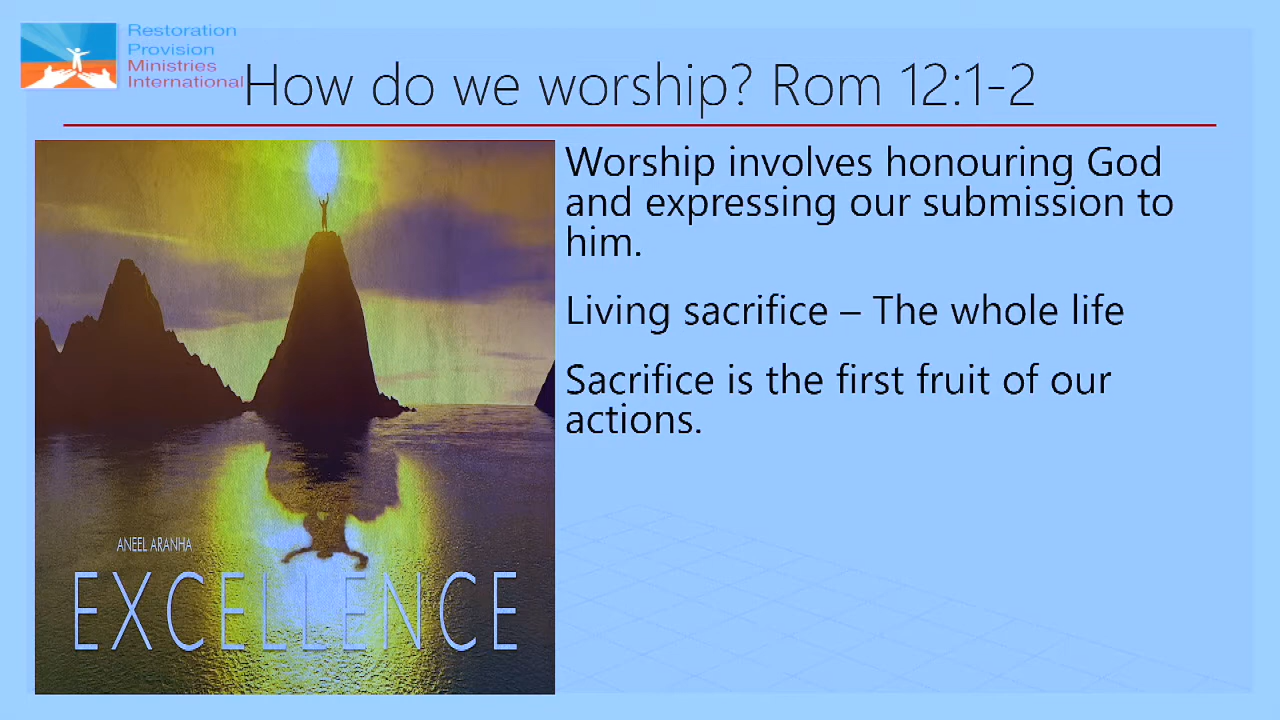 Restoration
Provision
Ministries
International
How do we worship? Rom 12:1-2
Worship involves honouring God
and expressing our submission to
him.
Living sacrifice – The whole life
Sacrifice is the first fruit of our
actions.
ANEEL ARANHA
EXCELLENCE